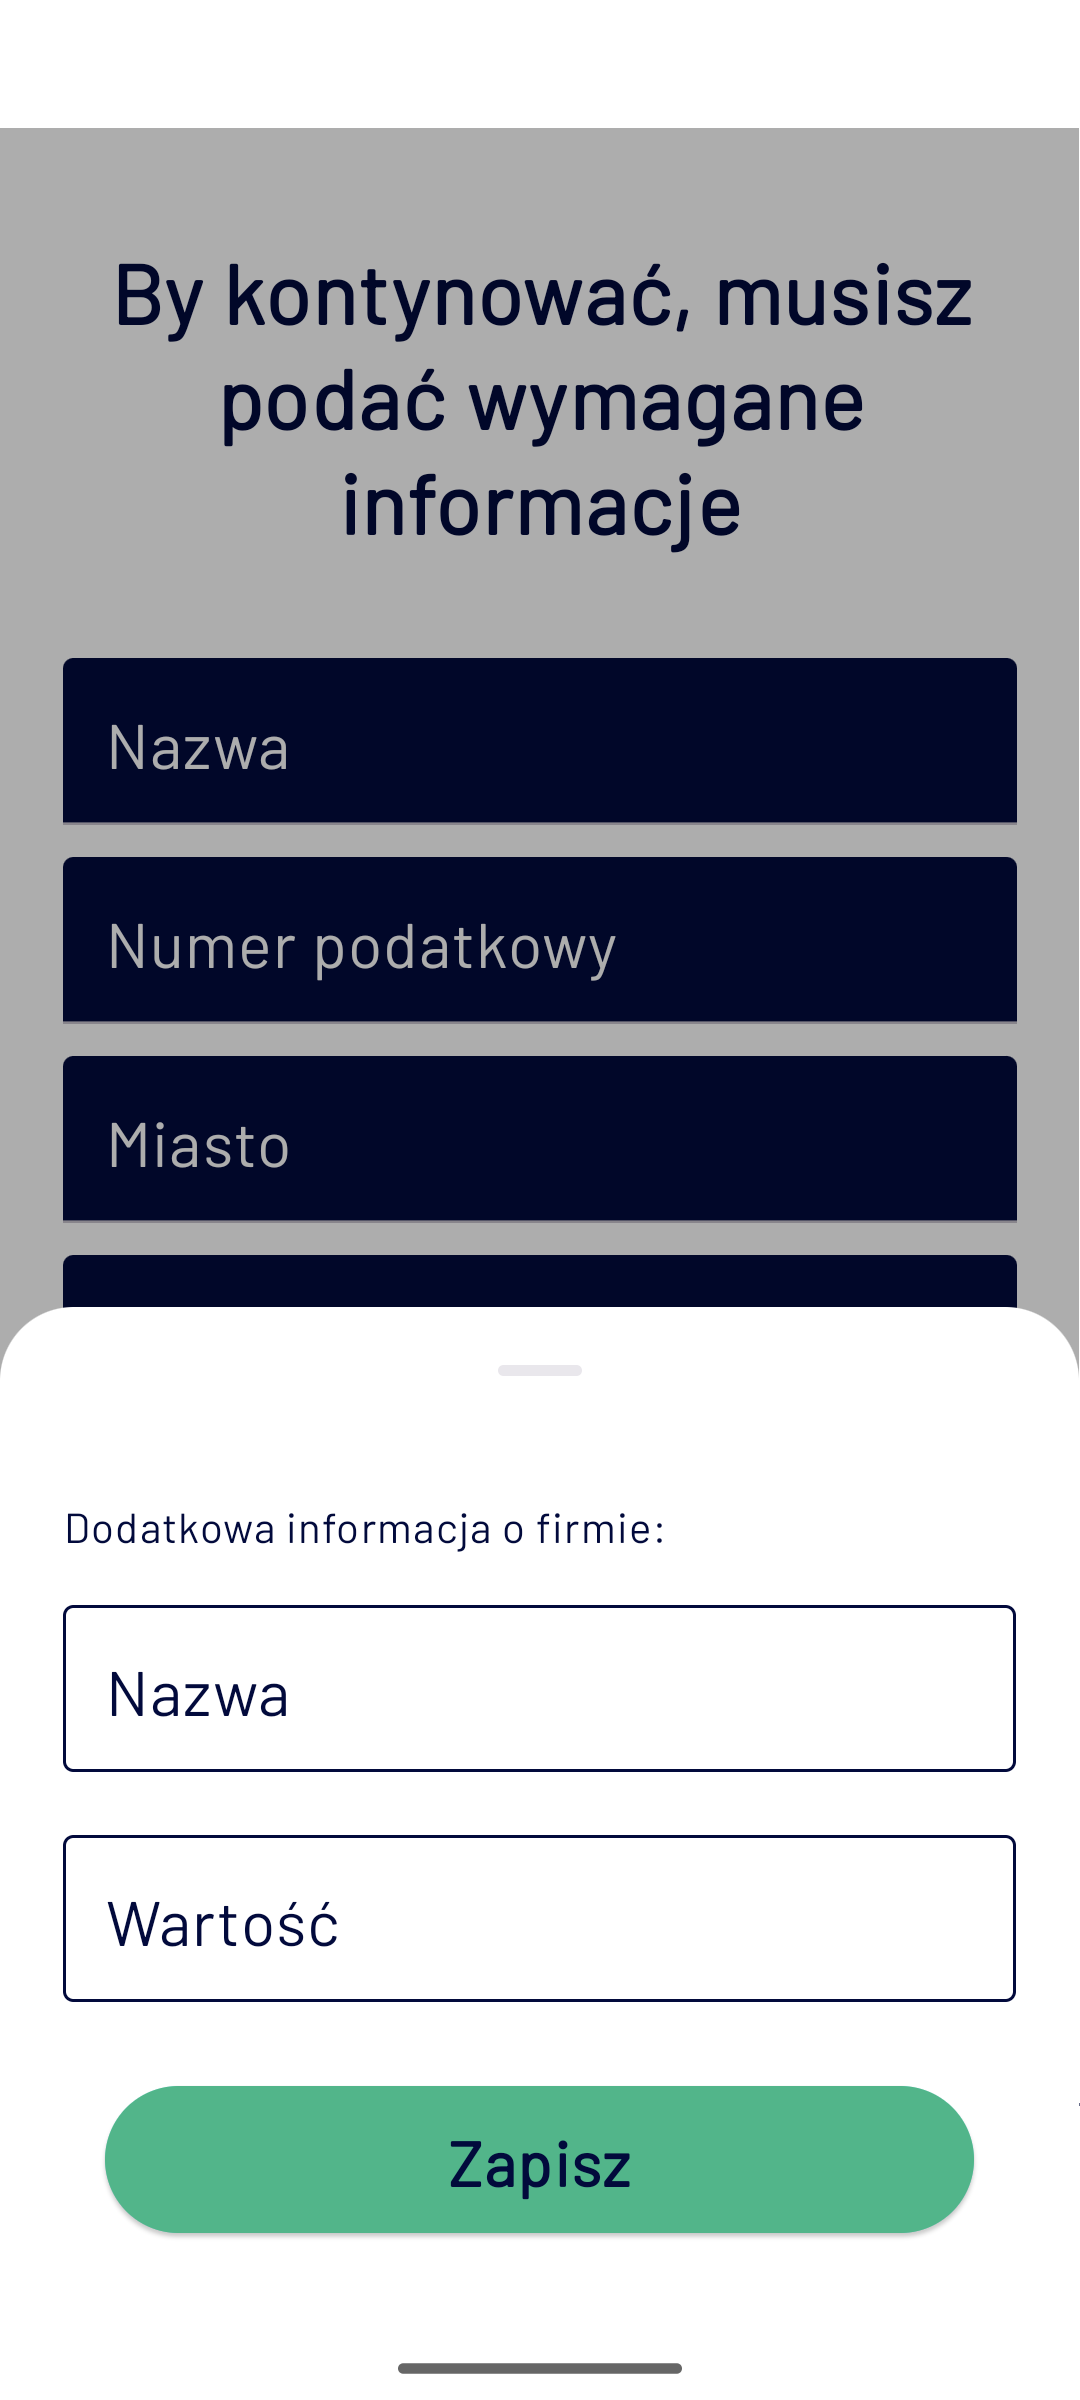 By kontynować, musisz
podać wymagane
informacje
Nazwa
Numer podatkowy
Miasto
Dodatkowa informacja o firmie:
Nazwa
Wartość
Zapisz